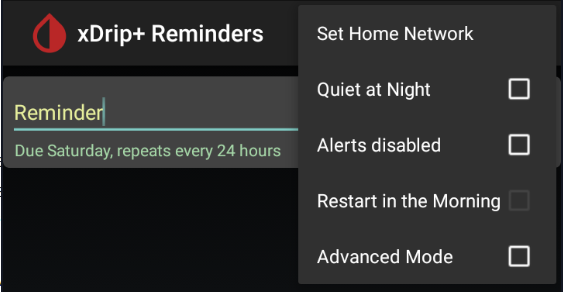 xDrip+ Reminders
Reminder
Due Saturday, repeats every 24 hours
Set Home Network
Quiet at Night
Alerts disabled
Restart in the Morning
Advanced Mode